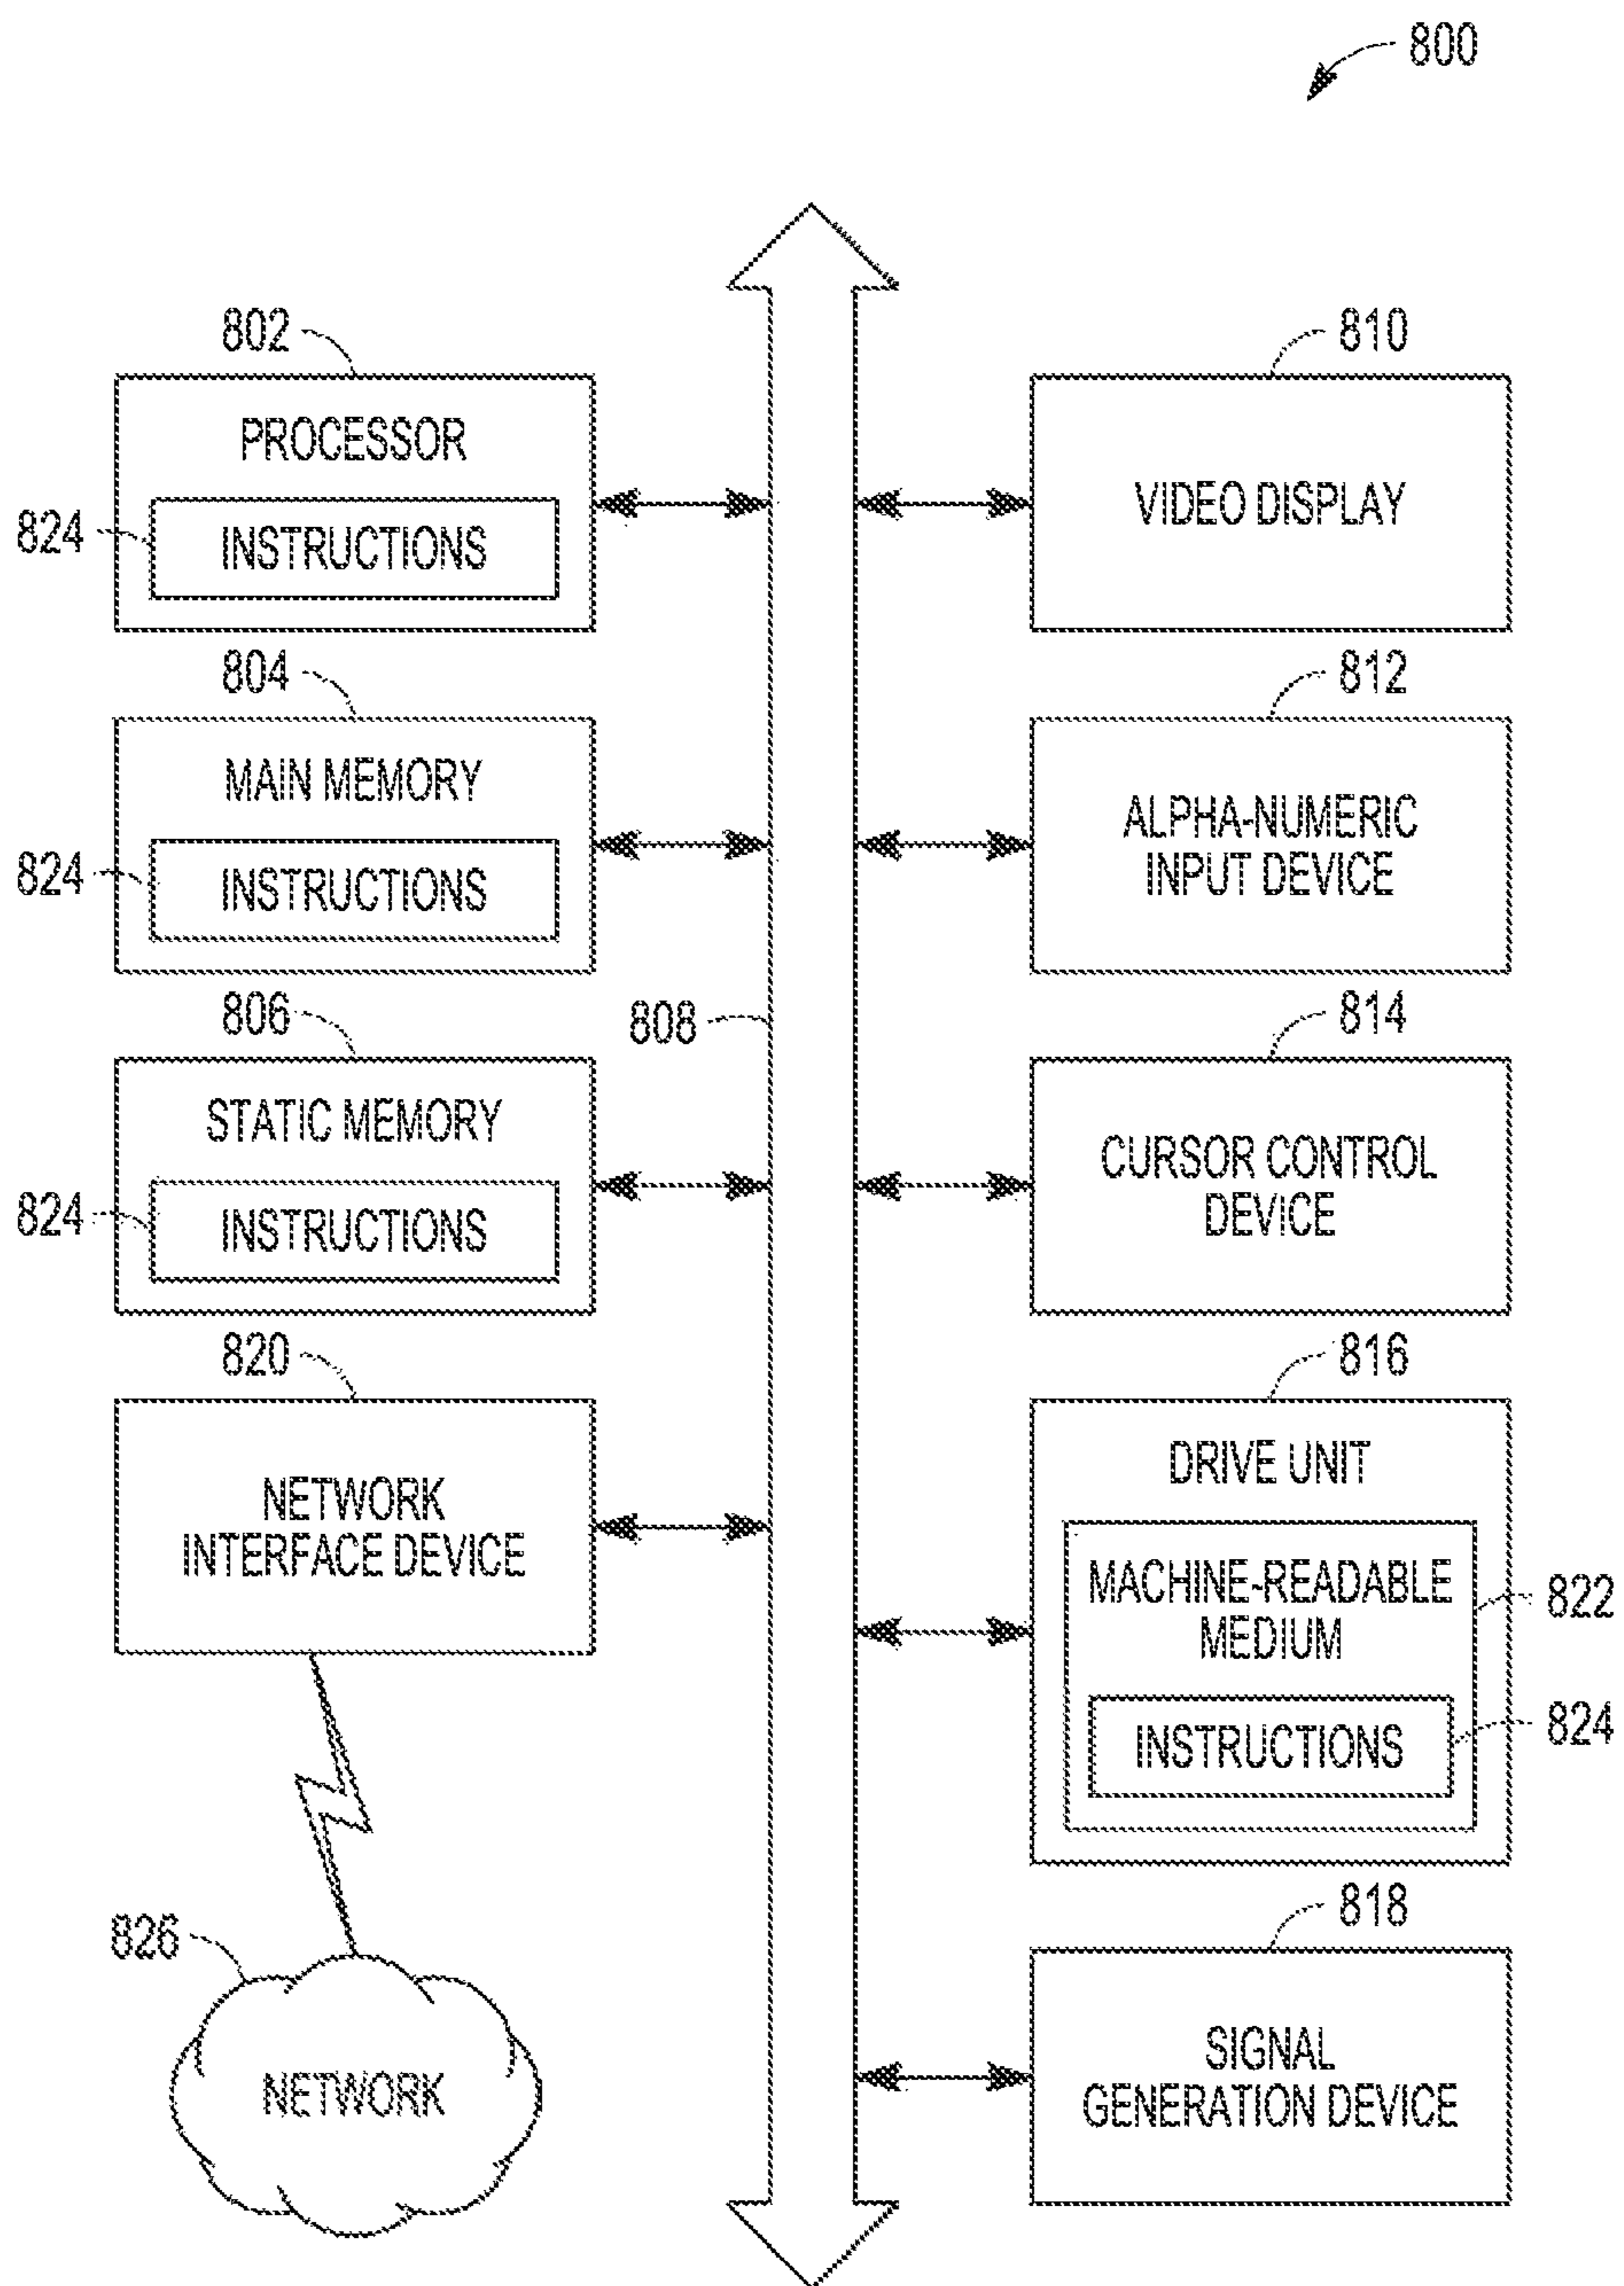 800
802
PROCESSOR
824
INSTRUCTIONS
804
MAIN MEMORY
824
INSTRUCTIONS
806
STATIC MEMORY
824
INSTRUCTIONS
820
NETWORK
INTERFACE DEVICE
826
NETWORK
808
810
VIDEO DISPLAY
812
ALPHA-NUMERIC
INPUT DEVICE
814
CURSOR CONTROL
DEVICE
816
DRIVE UNIT
MACHINE-READABLE
MEDIUM
822
INSTRUCTIONS
824
818
SIGNAL
GENERATION DEVICE